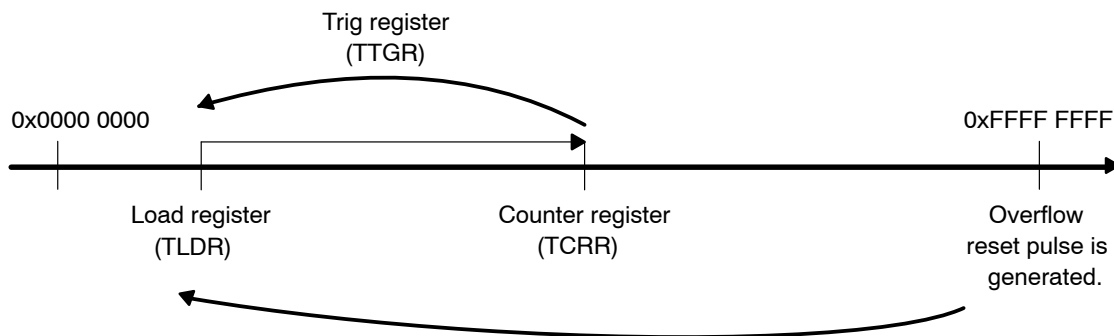 Trig register
(TTGR)
0x0000 0000
0xFFFF FFFF
Load register
(TLDR)
Counter register
(TCRR)
Overflow
reset pulse is
generated.